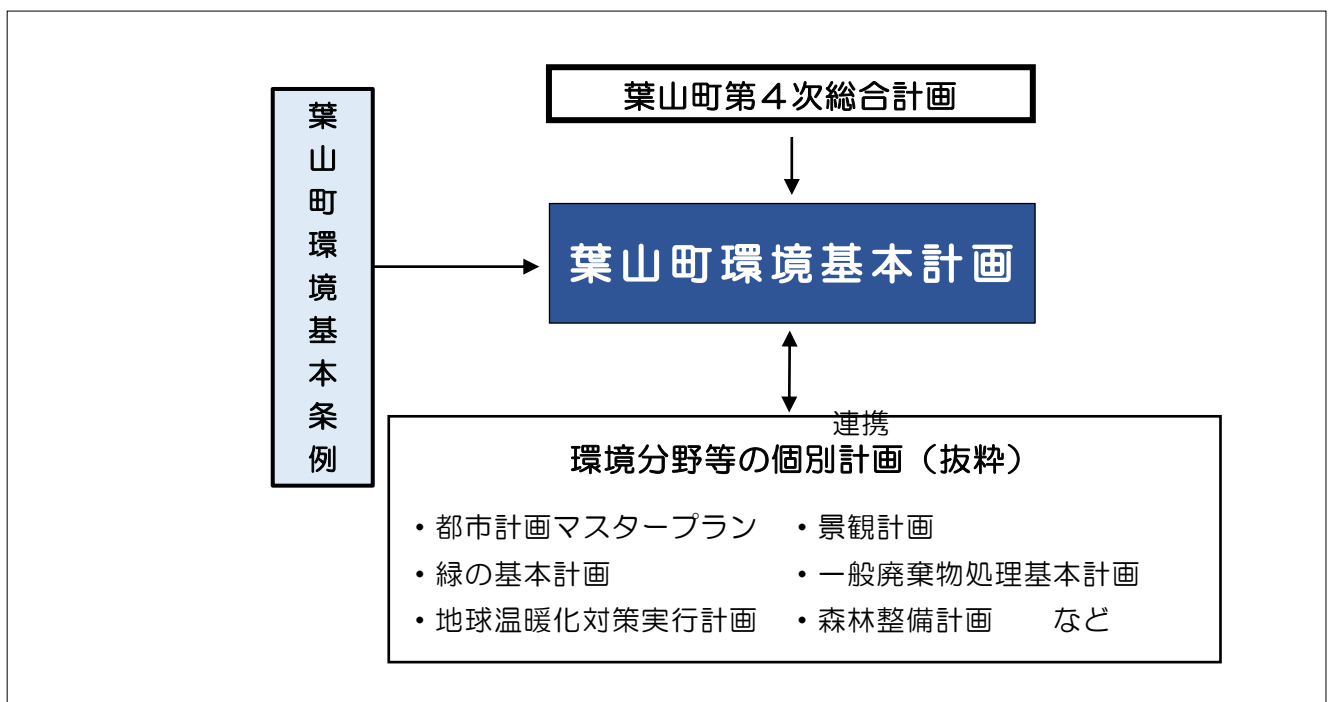 葉山町第4次総合計画
葉山町環境基本条例
葉山町環境基本計画
連携
環境分野等の個別計画（抜粋）
・都市計画マスタープラン ・景観計画
・緑の基本計画 ・一般廃棄物処理基本計画
・地球温暖化対策実行計画 ・森林整備計画 など